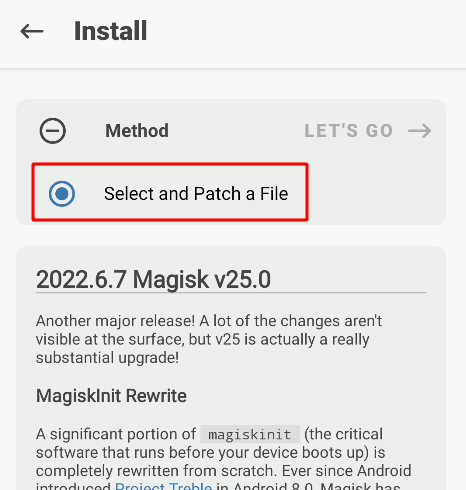 Install
Method
LET'S GO
Select and Patch a File
2022.6.7 Magisk v25.0
Another major release! A lot of the changes aren't
visible at the surface, but v25 is actually a really
substantial upgrade!
MagiskInit Rewrite
A significant portion of magiskinit (the critical
software that runs before your device boots up) is
completely rewritten from scratch. Ever since Android
introduced Project Treble in Android 8.0, Magisk has